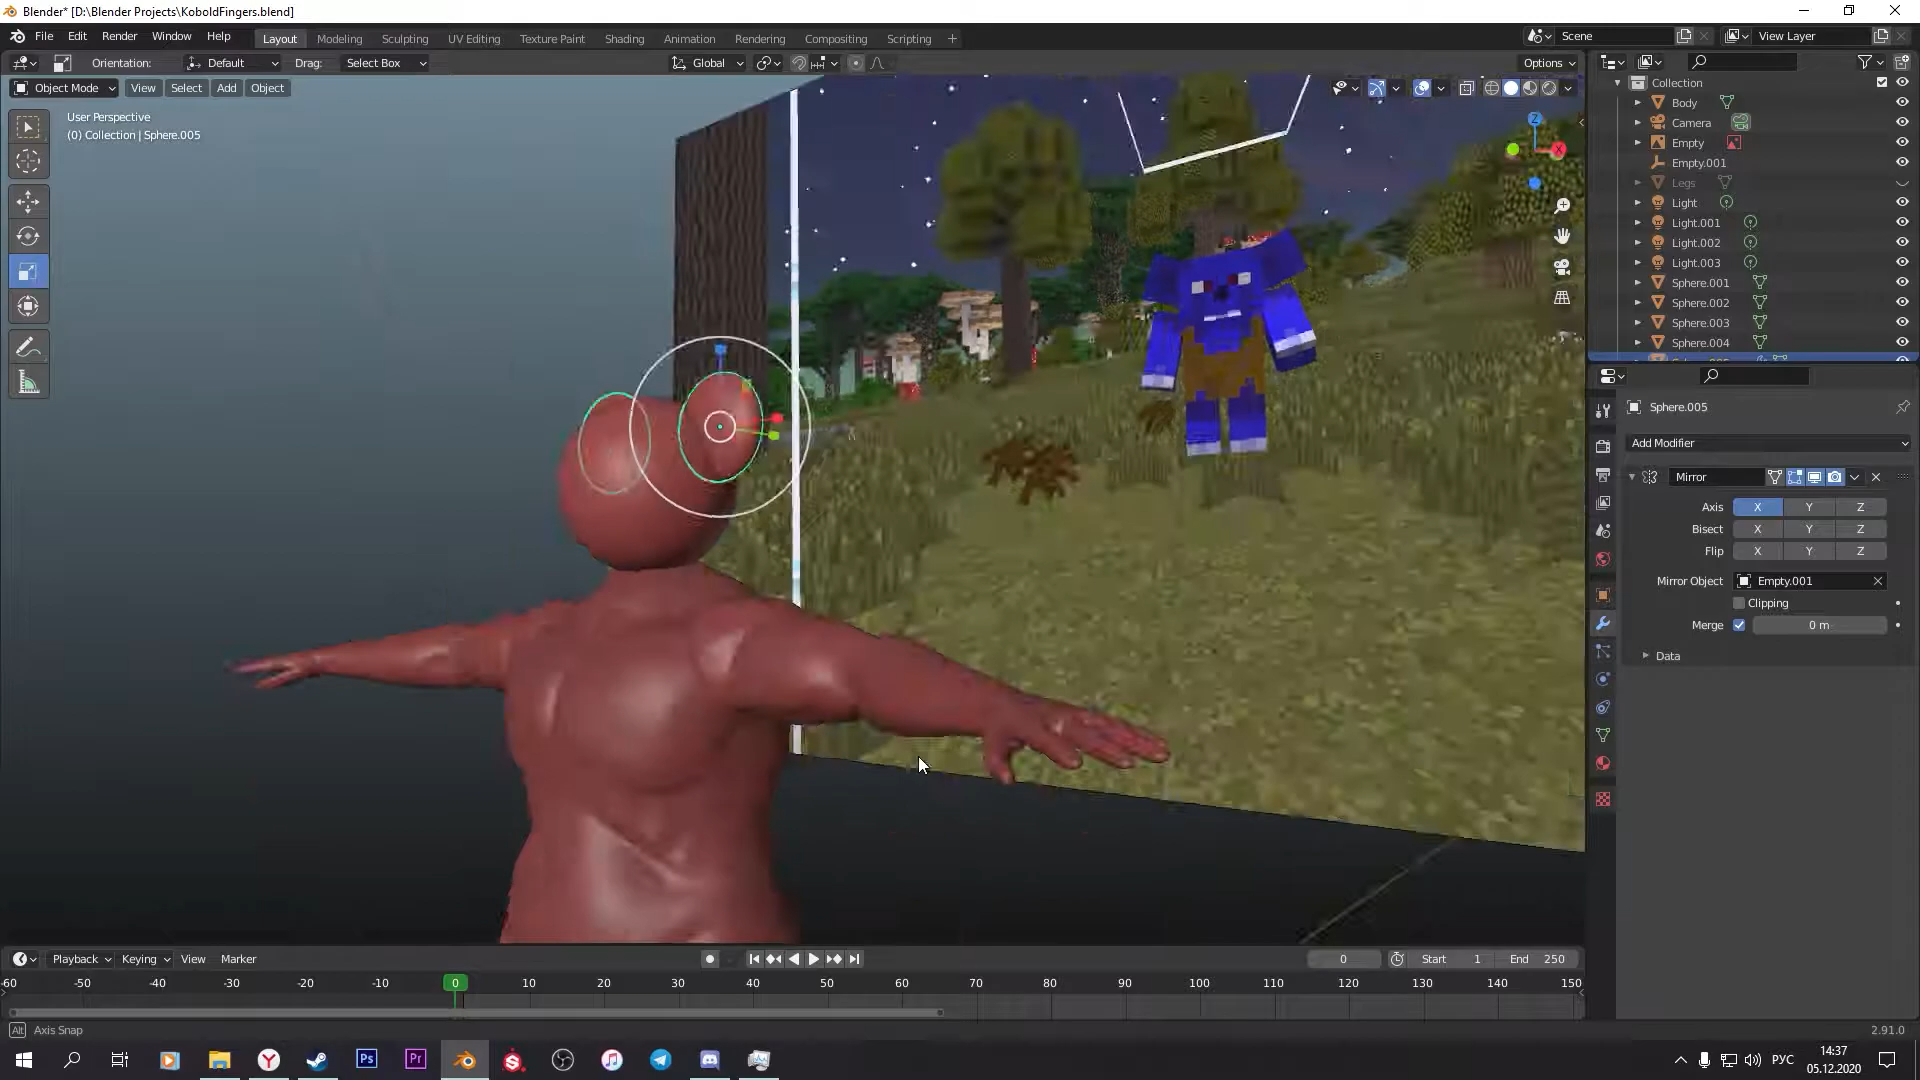 Blender* [D:\Blender Projects\KoboldFingers.blend]
File Edit Render Window Help
Layout Modeling Sculpting UV Editing Texture Paint Shading Animation Rendering Compositing Scripting +
Scene View Layer
Orientation: Default Drag: Select Box Global Options
Object Mode View Select Add Object
User Perspective
(0) Collection | Sphere.005
Z
X
Collection
Body
Camera
Empty
Empty.001
Legs
Light
Light.001
Light.002
Light.003
Sphere.001
Sphere.002
Sphere.003
Sphere.004
Sphere.005
Add Modifier
Mirror
Axis X Y Z
Bisect X Y Z
Flip X Y Z
Mirror Object Empty.001
Clipping
Merge 0 m
Data
Playback Keying View Marker 0 Start 1 End 250
-60 -50 -40 -30 -20 -10 0 10 20 30 40 50 60 70 80 90 100 110 120 130 140 150
Alt Axis Snap 2.91.0
Ps Pr РУС 14:37
05.12.2020